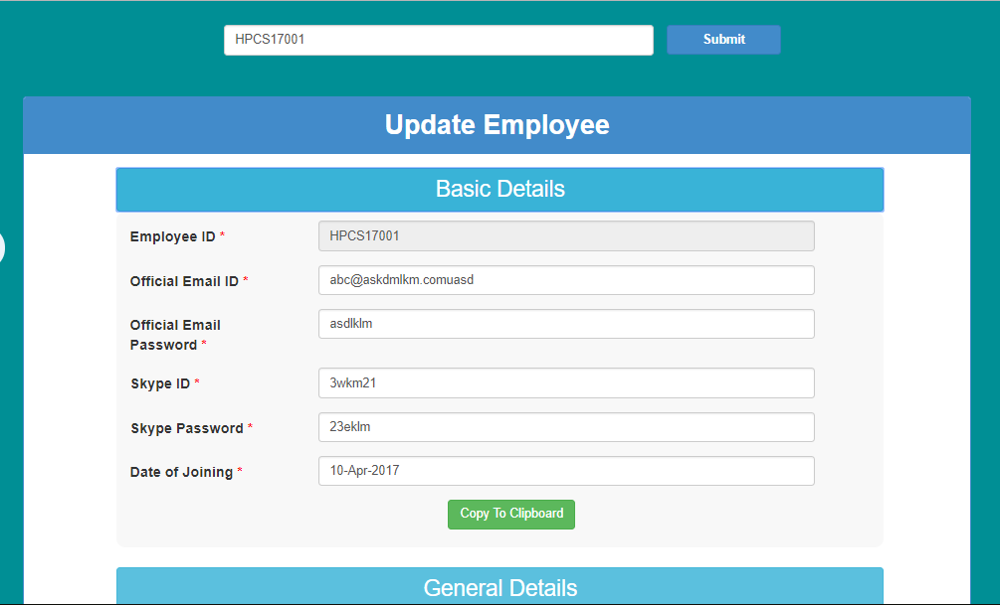 HPCS17001 Submit
Update Employee
Basic Details
Employee ID * HPCS17001
Official Email ID * abc@askdmlkm.comuasd
Official Email
Password * asdlklm
Skype ID * 3wkm21
Skype Password * 23eklm
Date of Joining * 10-Apr-2017
Copy To Clipboard
General Details